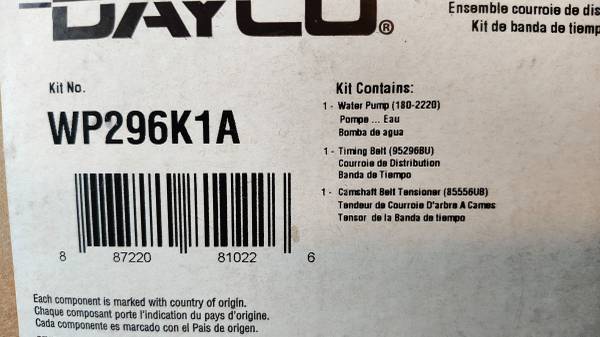 DAYCO®
Ensemble courroie de dis
Kit de banda de tiemp
Kit No.
WP296K1A
8 87220 81022 6
Kit Contains:
1 - Water Pump (180-2220)
Pompe ... Eau
Bomba de agua
1 - Timing Belt (95296BU)
Courroie de Distribution
Banda de Tiempo
1 - Camshaft Belt Tensioner (85556UB)
Tendeur de Courroie D'arbre A Cames
Tensor de la Banda de tiempo
Each component is marked with country of origin.
Chaque composant porte l'indication du pays d'origine.
Cada componente es marcado con el Pais de origen.